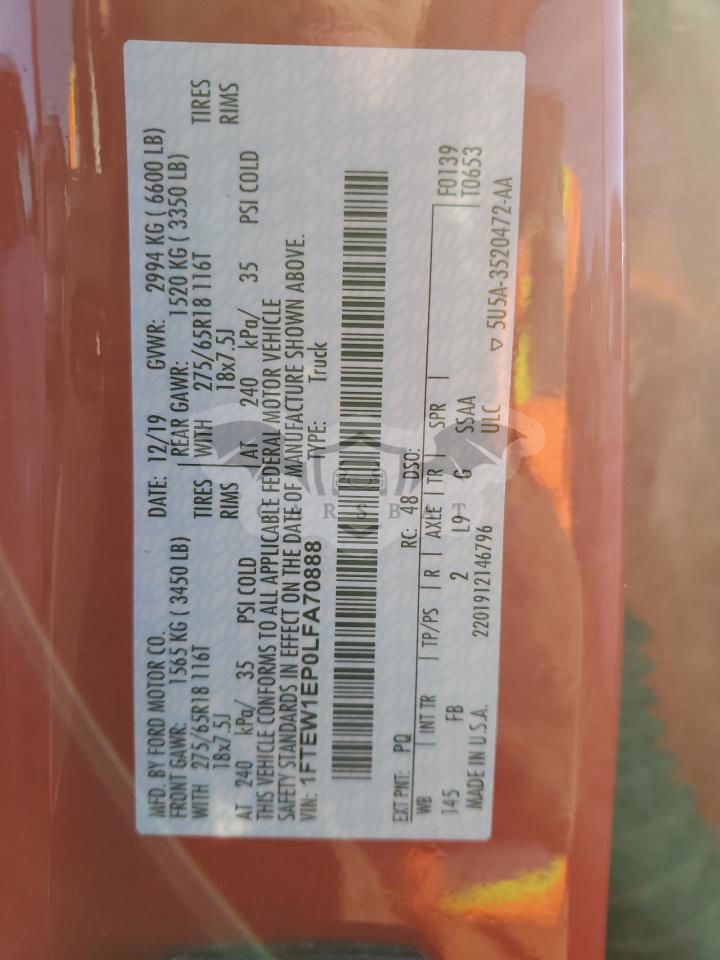 MFD. BY FORD MOTOR CO. DATE: 12/19 GVWR: 2994 KG ( 6600 LB)
FRONT GAWR: 1565 KG ( 3450 LB) REAR GAWR: 1520 KG ( 3350 LB)
WITH 275/65R18 116T TIRES WITH 275/65R18 116T TIRES
18x7.5J RIMS 18x7.5J RIMS
AT 240 kPa/ 35 PSI COLD AT 240 kPa/ 35 PSI COLD
THIS VEHICLE CONFORMS TO ALL APPLICABLE FEDERAL MOTOR VEHICLE
SAFETY STANDARDS IN EFFECT ON THE DATE OF MANUFACTURE SHOWN ABOVE.
VIN: 1FTEW1EP0LFA70888 TYPE: Truck
EXT PNT: PQ RC: 48 DSO: F0139
WB INT TR TP/PS R AXLE TR SPR T0653
145 FB 2 L9 G SSAA
MADE IN U.S.A. 2201912146796 ULC ▽ 5U5A-3520472-AA